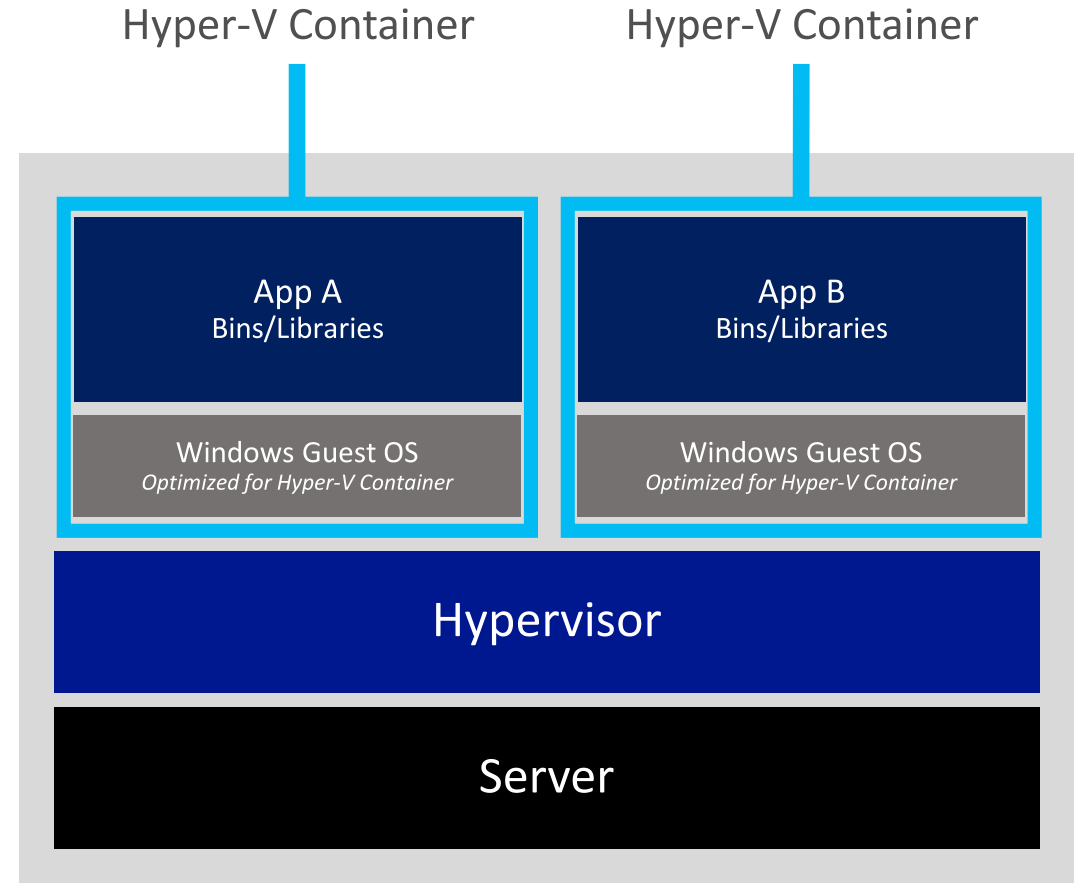 Hyper-V Container
Hyper-V Container
App A
Bins/Libraries
Windows Guest OS
Optimized for Hyper-V Container
App B
Bins/Libraries
Windows Guest OS
Optimized for Hyper-V Container
Hypervisor
Server